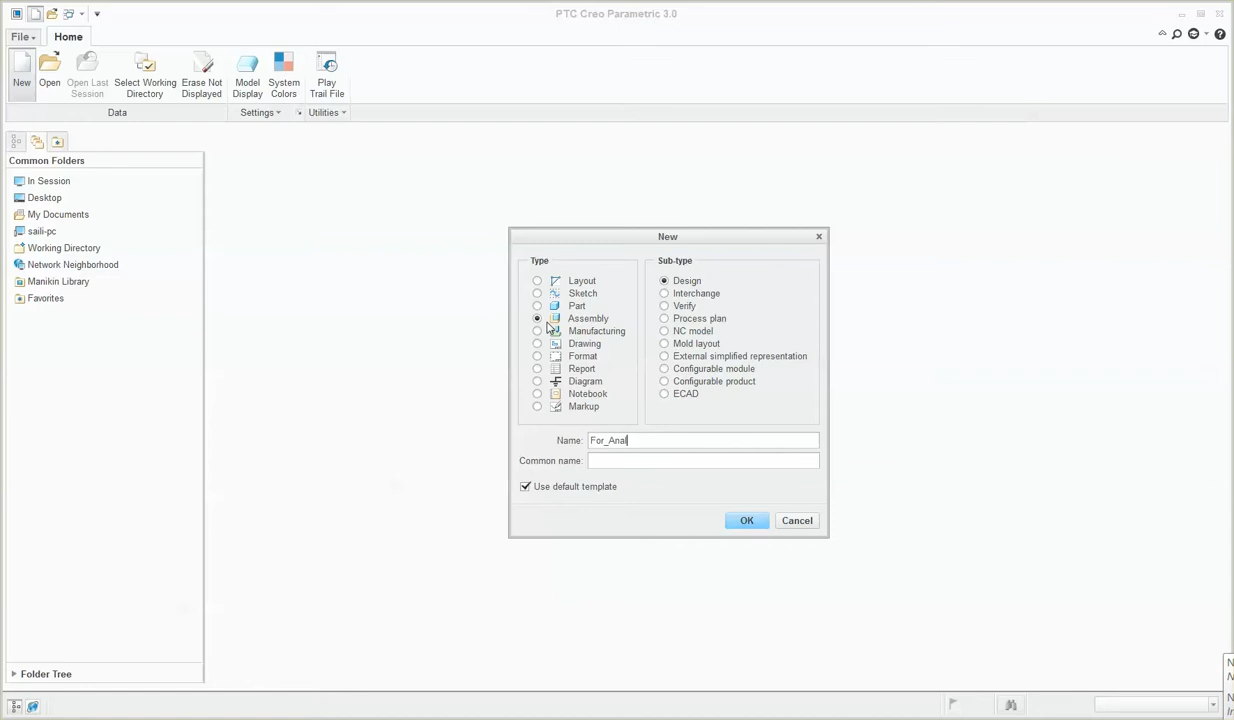 PTC Creo Parametric 3.0
File
Home
New
Open
Open Last Session
Select Working Directory
Erase Not Displayed
Model Display
System Colors
Play Trail File
Data
Settings
Utilities
Common Folders
In Session
Desktop
My Documents
saili-pc
Working Directory
Network Neighborhood
Manikin Library
Favorites
Folder Tree
New
Type
Layout
Sketch
Part
Assembly
Manufacturing
Drawing
Format
Report
Diagram
Notebook
Markup
Sub-type
Design
Interchange
Verify
Process plan
NC model
Mold layout
External simplified representation
Configurable module
Configurable product
ECAD
Name: For_Anal
Common name:
Use default template
OK
Cancel